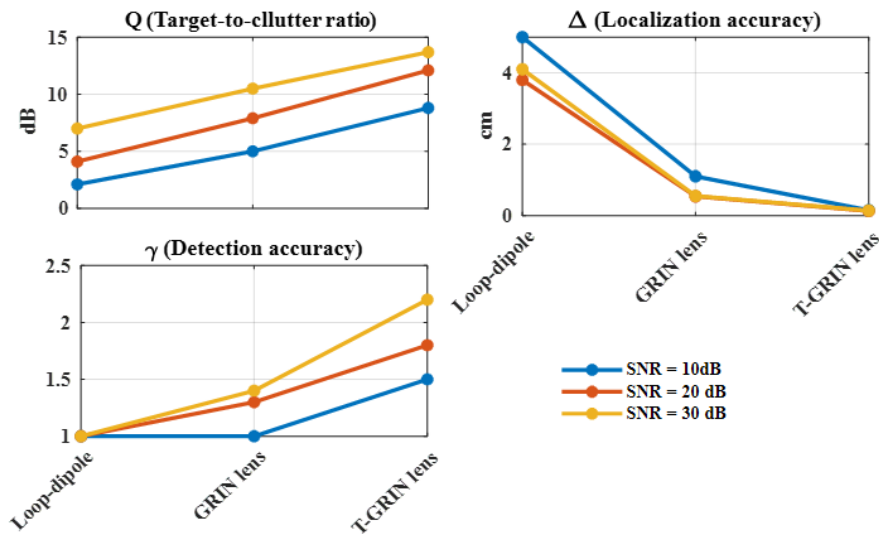 Q (Target-to-cllutter ratio)
15
10
5
0
dB
Δ (Localization accuracy)
4
2
0
cm
Loop-dipole
GRIN lens
T-GRIN lens
γ (Detection accuracy)
2.5
2
1.5
1
Loop-dipole
GRIN lens
T-GRIN lens
SNR = 10dB
SNR = 20 dB
SNR = 30 dB